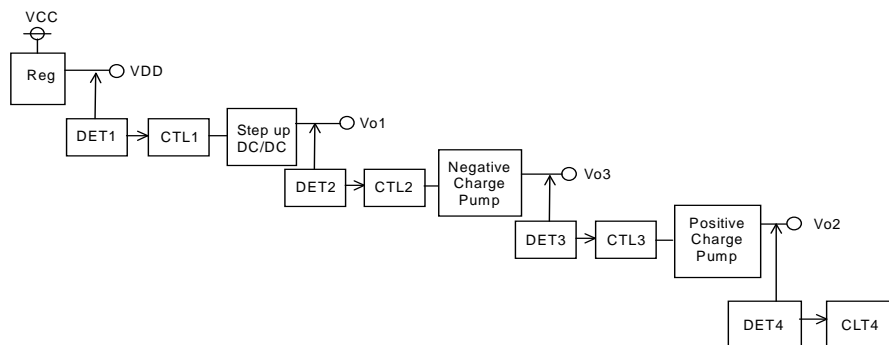 VCC
Reg
VDD
DET1
CTL1
Step up
DC/DC
Vo1
DET2
CTL2
Negative
Charge
Pump
Vo3
DET3
CTL3
Positive
Charge
Pump
Vo2
DET4
CLT4